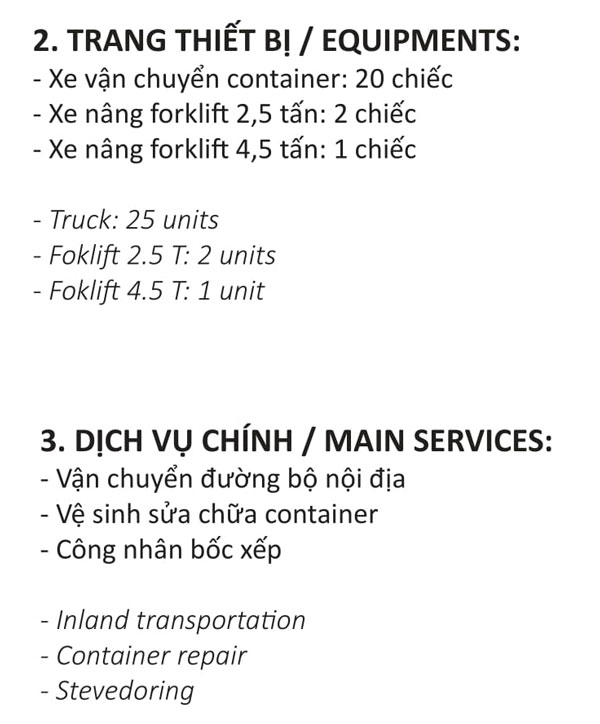 2. TRANG THIẾT BỊ / EQUIPMENTS:
- Xe vận chuyển container: 20 chiếc
- Xe nâng forklift 2,5 tấn: 2 chiếc
- Xe nâng forklift 4,5 tấn: 1 chiếc
- Truck: 25 units
- Foklift 2.5 T: 2 units
- Foklift 4.5 T: 1 unit
3. DỊCH VỤ CHÍNH / MAIN SERVICES:
- Vận chuyển đường bộ nội địa
- Vệ sinh sửa chữa container
- Công nhân bốc xếp
- Inland transportation
- Container repair
- Stevedoring